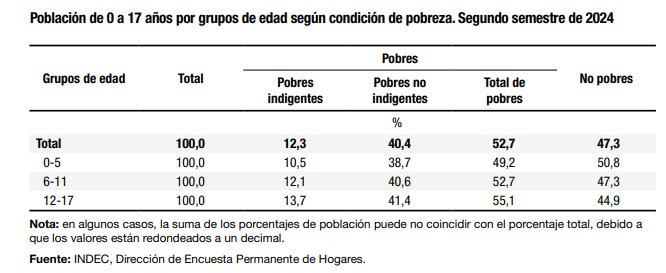 Población de 0 a 17 años por grupos de edad según condición de pobreza. Segundo semestre de 2024
Pobres
Grupos de edad Total Pobres indigentes Pobres no indigentes Total de pobres No pobres
%
Total 100,0 12,3 40,4 52,7 47,3
0-5 100,0 10,5 38,7 49,2 50,8
6-11 100,0 12,1 40,6 52,7 47,3
12-17 100,0 13,7 41,4 55,1 44,9
Nota: en algunos casos, la suma de los porcentajes de población puede no coincidir con el porcentaje total, debido a
que los valores están redondeados a un decimal.
Fuente: INDEC, Dirección de Encuesta Permanente de Hogares.